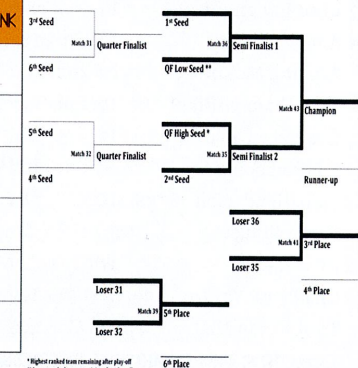 NK
3rd Seed
Match 31
Quarter Finalist
6th Seed
1st Seed
Match 36
Semi Finalist 1
QF Low Seed **
Match 43
Champion
5th Seed
Match 32
Quarter Finalist
4th Seed
QF High Seed *
Match 35
Semi Finalist 2
2nd Seed
Runner-up
Loser 36
Match 41
3rd Place
Loser 35
4th Place
Loser 31
Match 39
5th Place
Loser 32
6th Place
* Highest ranked team remaining after play off